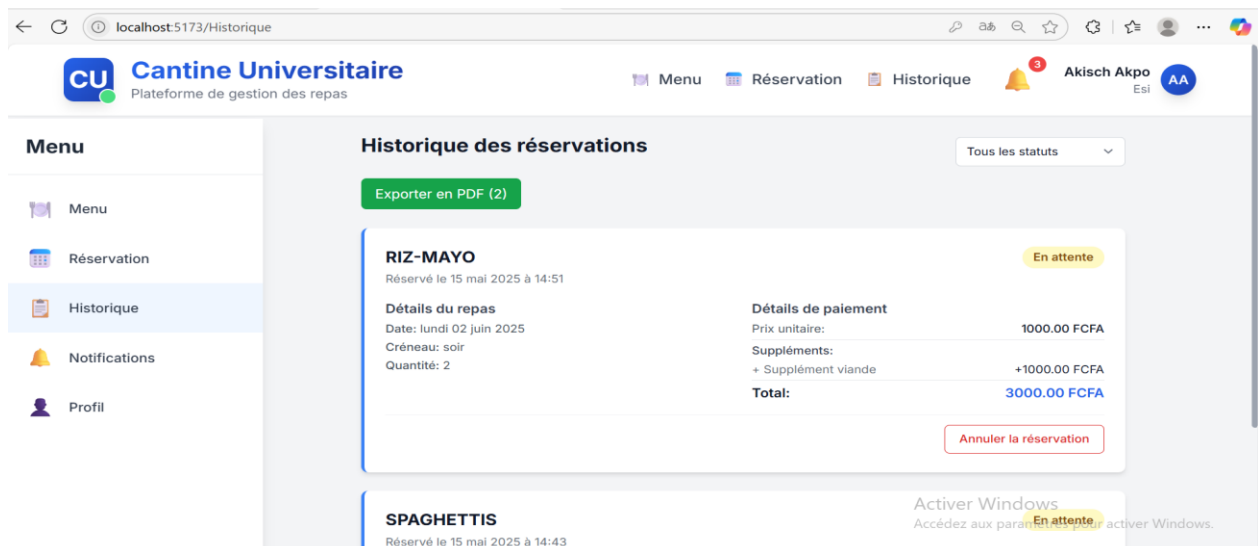 localhost:5173/Historique
CU
Cantine Universitaire
Plateforme de gestion des repas
Menu
Réservation
Historique
3
Akisch Akpo
Esi
AA
Menu
Menu
Réservation
Historique
Notifications
Profil
Historique des réservations
Tous les statuts
Exporter en PDF (2)
RIZ-MAYO
En attente
Réservé le 15 mai 2025 à 14:51
Détails du repas
Date: lundi 02 juin 2025
Créneau: soir
Quantité: 2
Détails de paiement
Prix unitaire: 1000.00 FCFA
Suppléments:
+ Supplément viande +1000.00 FCFA
Total: 3000.00 FCFA
Annuler la réservation
SPAGHETTIS
En attente
Réservé le 15 mai 2025 à 14:43
Activer Windows
Accédez aux paramètres pour activer Windows.